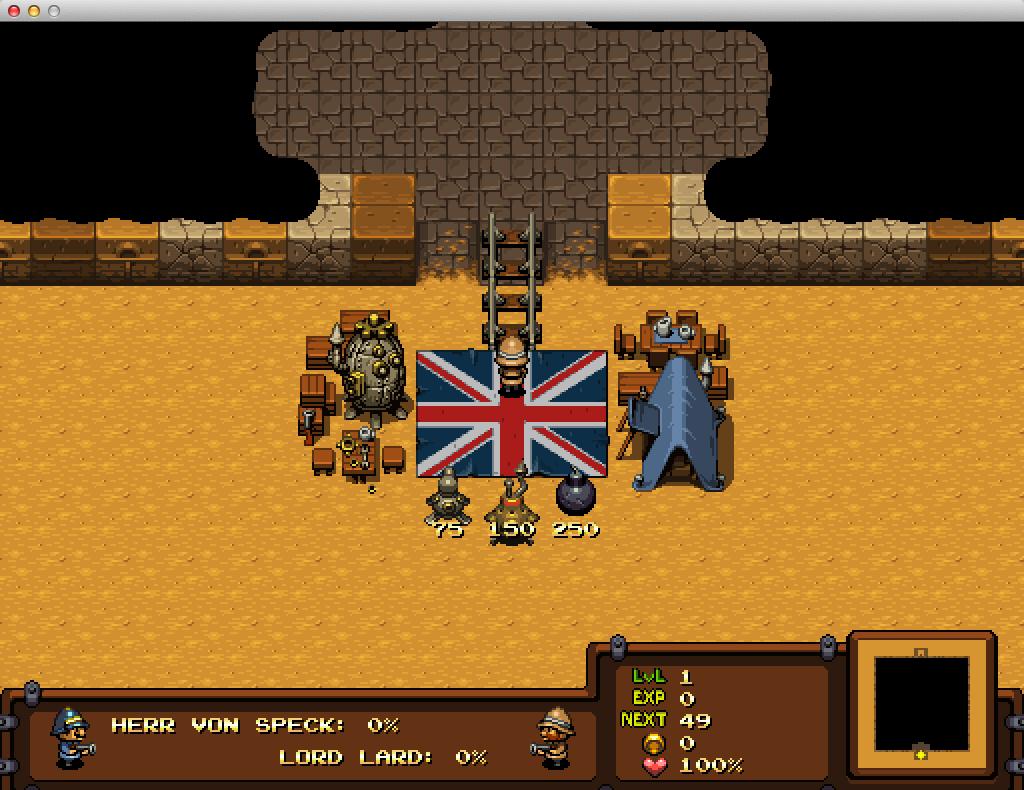 75 150 250
HERR VON SPECK: 0%
LORD LARD: 0%
LVL 1
EXP 0
NEXT 49
0
100%